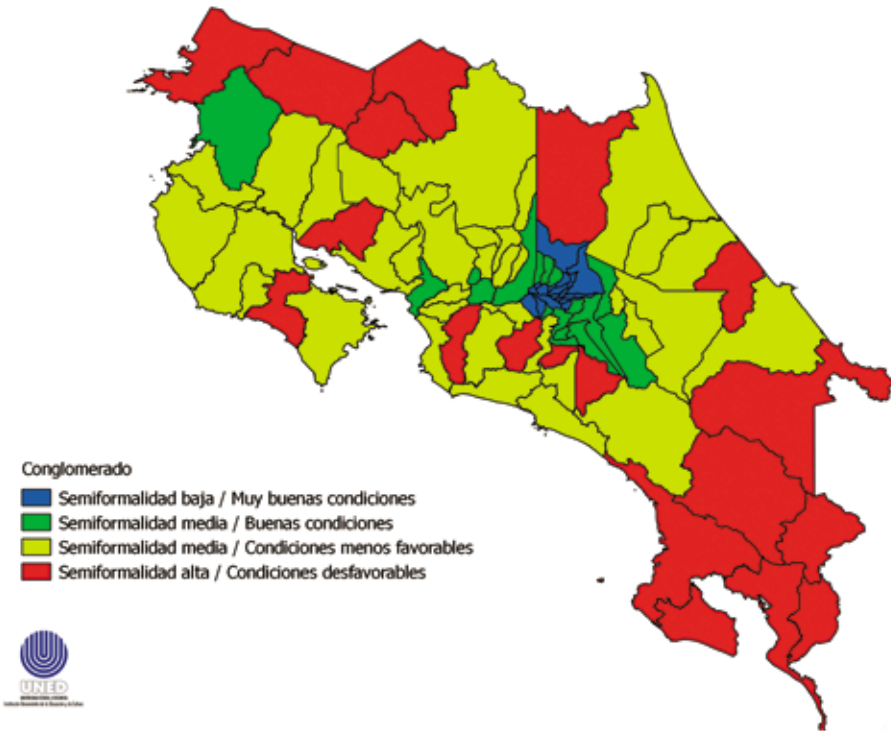 Conglomerado
Semiformalidad baja / Muy buenas condiciones
Semiformalidad media / Buenas condiciones
Semiformalidad media / Condiciones menos favorables
Semiformalidad alta / Condiciones desfavorables
UNED